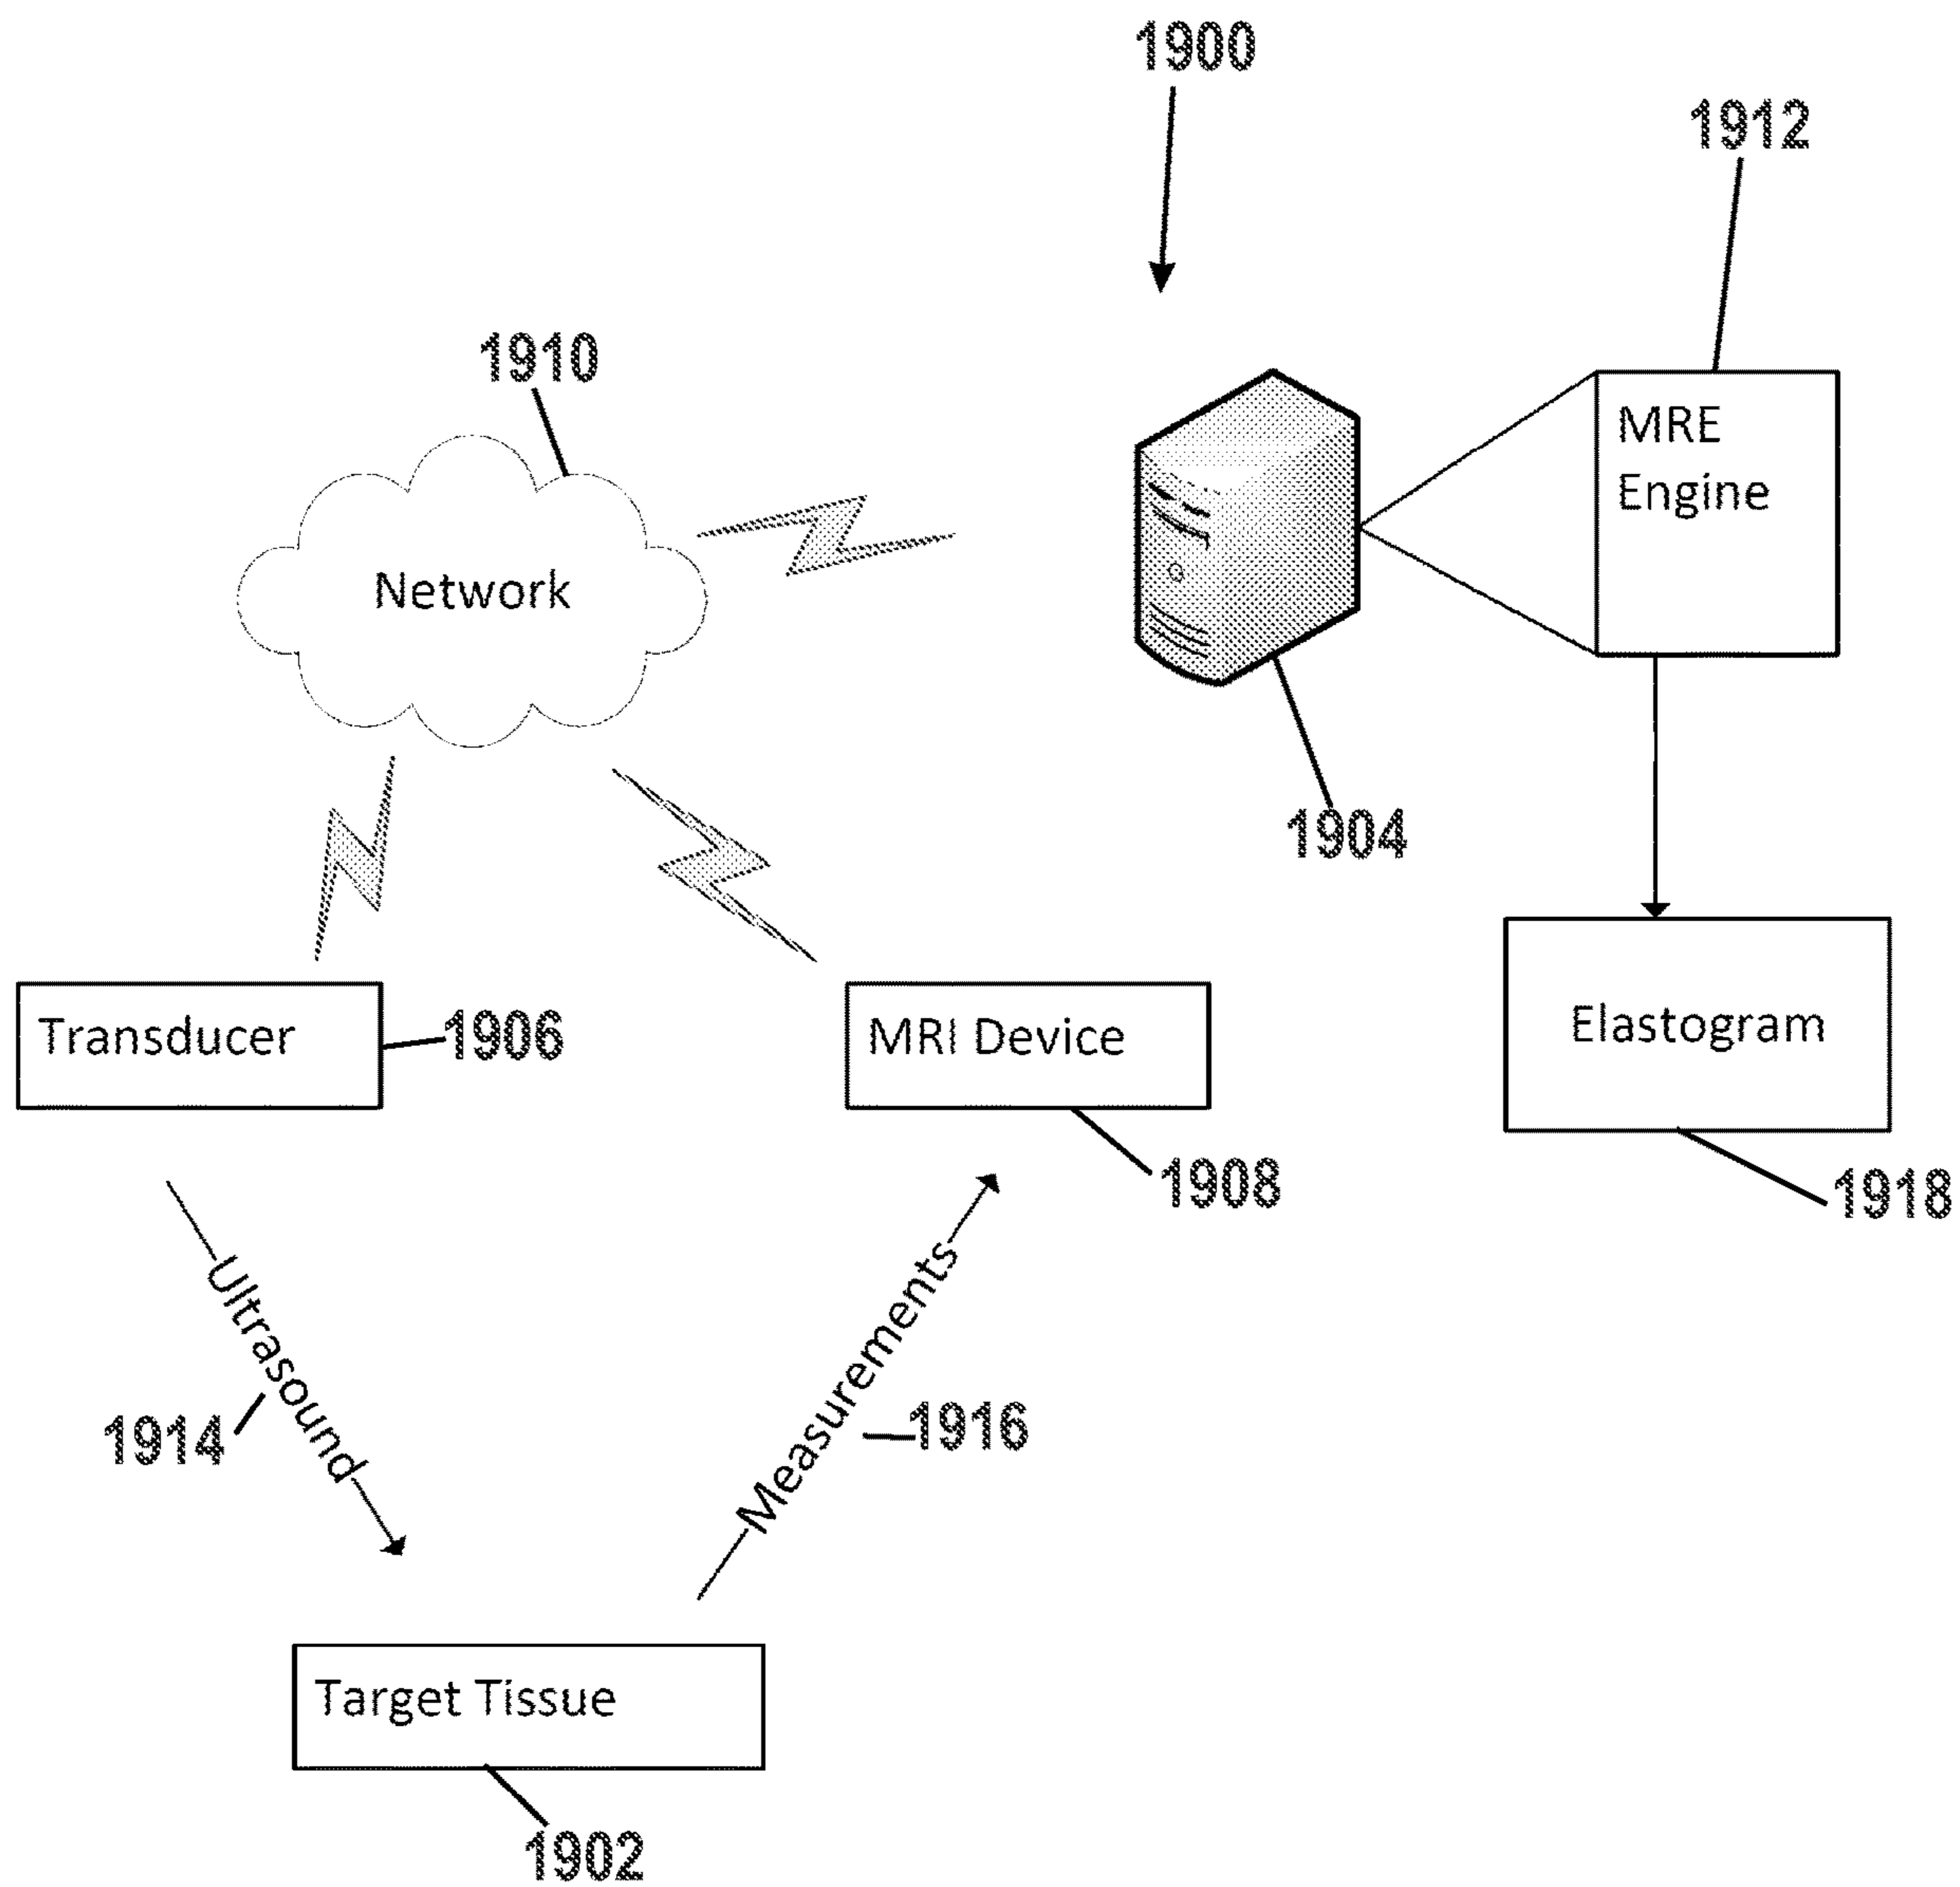 1900
1912
1910
MRE
Engine
Network
1904
Transducer
1906
MRI Device
Elastogram
1908
1918
Ultrasound
1914
Measurements
1916
Target Tissue
1902